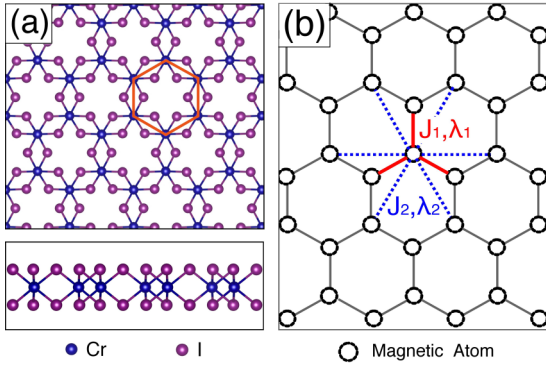 (a)
(b)
J₁,λ₁
J₂,λ₂
Cr
I
Magnetic Atom